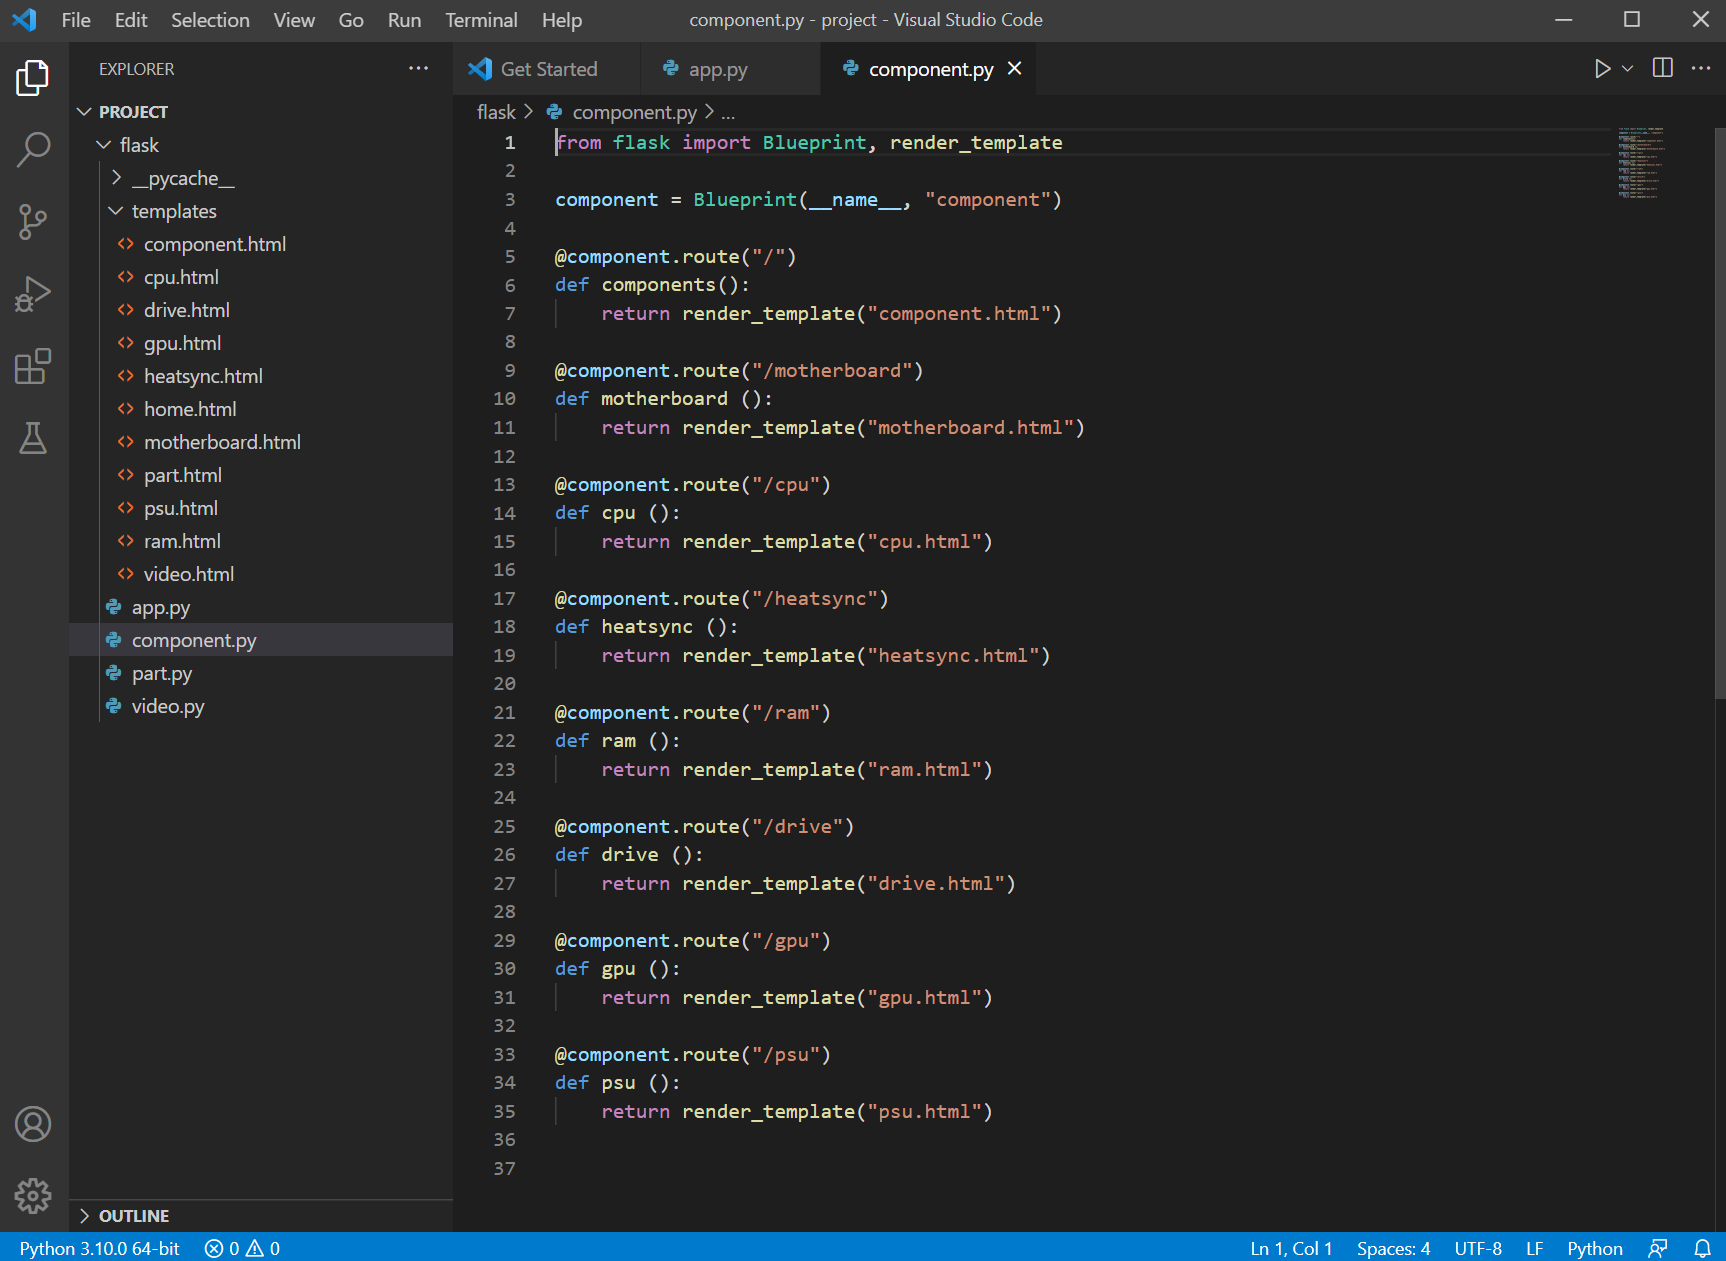 File Edit Selection View Go Run Terminal Help component.py - project - Visual Studio Code
EXPLORER
PROJECT
flask
__pycache__
templates
component.html
cpu.html
drive.html
gpu.html
heatsync.html
home.html
motherboard.html
part.html
psu.html
ram.html
video.html
app.py
component.py
part.py
video.py
OUTLINE
Get Started app.py component.py
flask > component.py > ...
1 from flask import Blueprint, render_template
2
3 component = Blueprint(__name__, "component")
4
5 @component.route("/")
6 def components():
7 return render_template("component.html")
8
9 @component.route("/motherboard")
10 def motherboard ():
11 return render_template("motherboard.html")
12
13 @component.route("/cpu")
14 def cpu ():
15 return render_template("cpu.html")
16
17 @component.route("/heatsync")
18 def heatsync ():
19 return render_template("heatsync.html")
20
21 @component.route("/ram")
22 def ram ():
23 return render_template("ram.html")
24
25 @component.route("/drive")
26 def drive ():
27 return render_template("drive.html")
28
29 @component.route("/gpu")
30 def gpu ():
31 return render_template("gpu.html")
32
33 @component.route("/psu")
34 def psu ():
35 return render_template("psu.html")
36
37
Python 3.10.0 64-bit 0 0 Ln 1, Col 1 Spaces: 4 UTF-8 LF Python